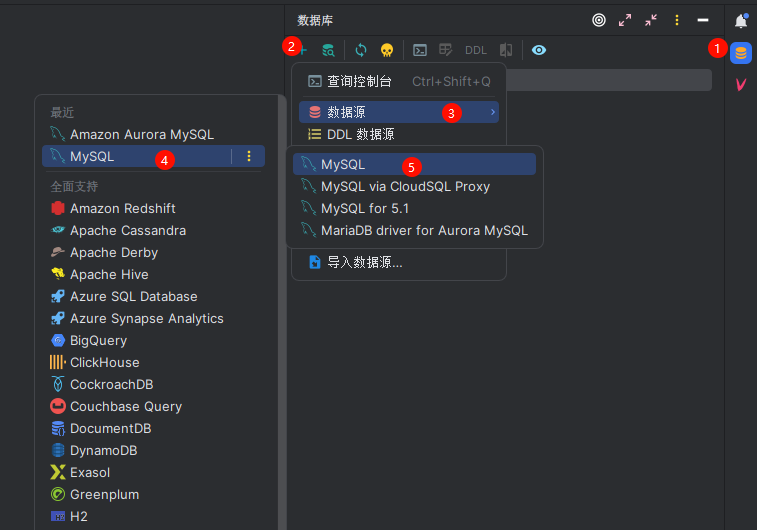 数据库
1
2
DDL
查询控制台 Ctrl+Shift+Q
数据源
3
DDL 数据源
最近
Amazon Aurora MySQL
MySQL
4
全面支持
Amazon Redshift
Apache Cassandra
Apache Derby
Apache Hive
Azure SQL Database
Azure Synapse Analytics
BigQuery
ClickHouse
CockroachDB
Couchbase Query
DocumentDB
DynamoDB
Exasol
Greenplum
H2
MySQL
5
MySQL via CloudSQL Proxy
MySQL for 5.1
MariaDB driver for Aurora MySQL
导入数据源...